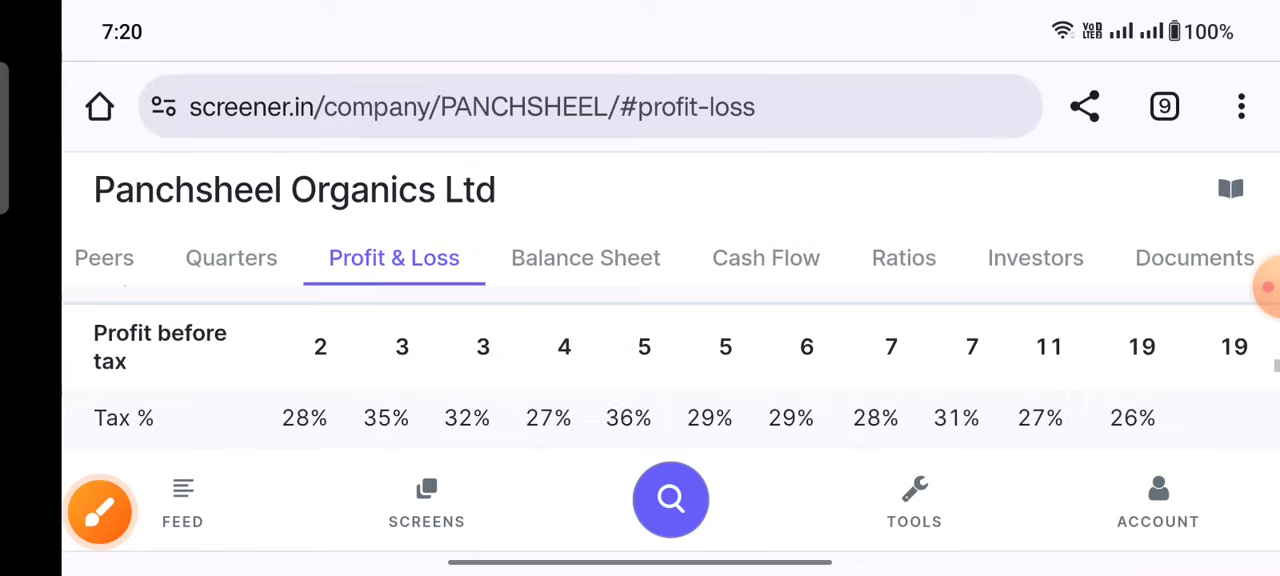 7:20 VoD LTEB 100%
screener.in/company/PANCHSHEEL/#profit-loss 9
Panchsheel Organics Ltd
Peers Quarters Profit & Loss Balance Sheet Cash Flow Ratios Investors Documents
Profit before
tax 2 3 3 4 5 5 6 7 7 11 19 19
Tax % 28% 35% 32% 27% 36% 29% 29% 28% 31% 27% 26%
FEED SCREENS TOOLS ACCOUNT